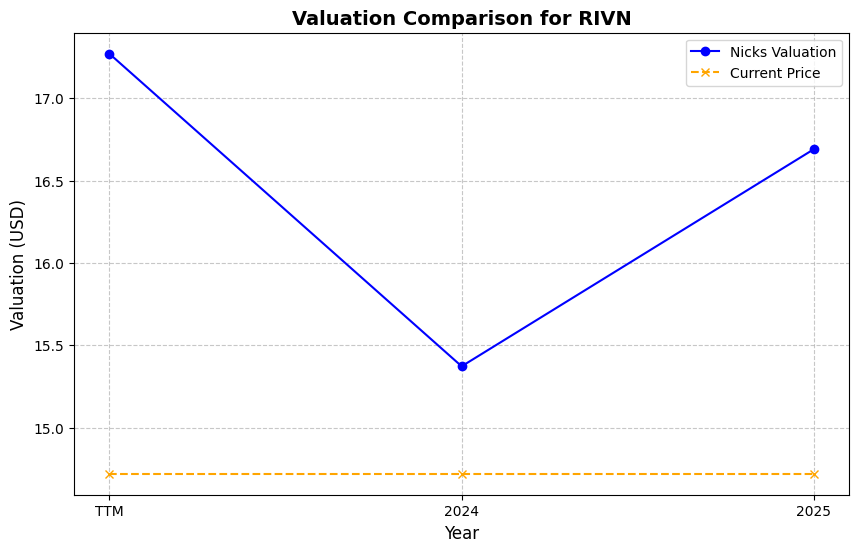 Valuation Comparison for RIVN
Nicks Valuation
Current Price
Valuation (USD)
17.0
16.5
16.0
15.5
15.0
TTM
2024
2025
Year